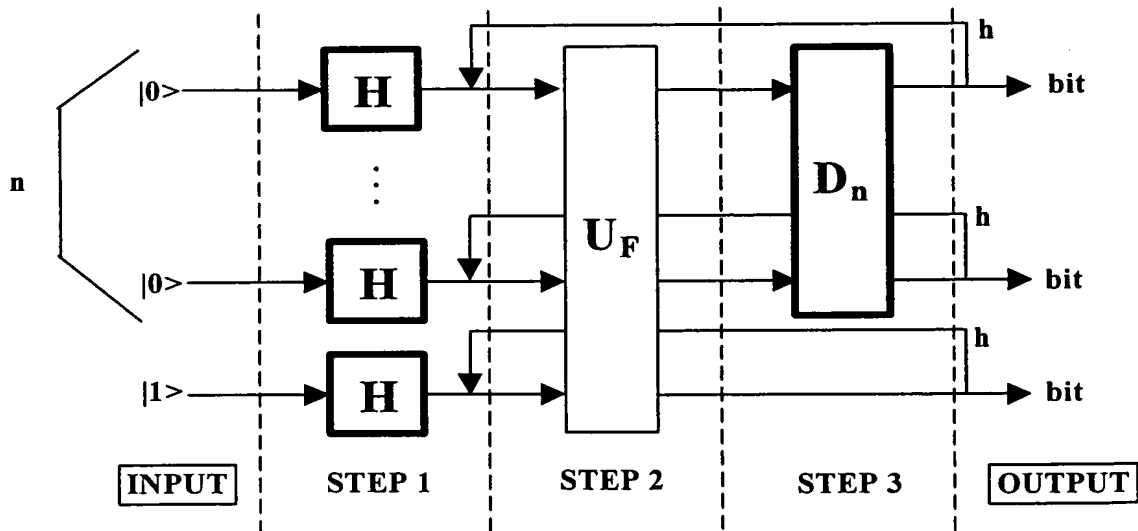 h
|0>
H
bit
n
D_n
U_F
h
|0>
H
bit
h
|1>
H
bit
INPUT
STEP 1
STEP 2
STEP 3
OUTPUT